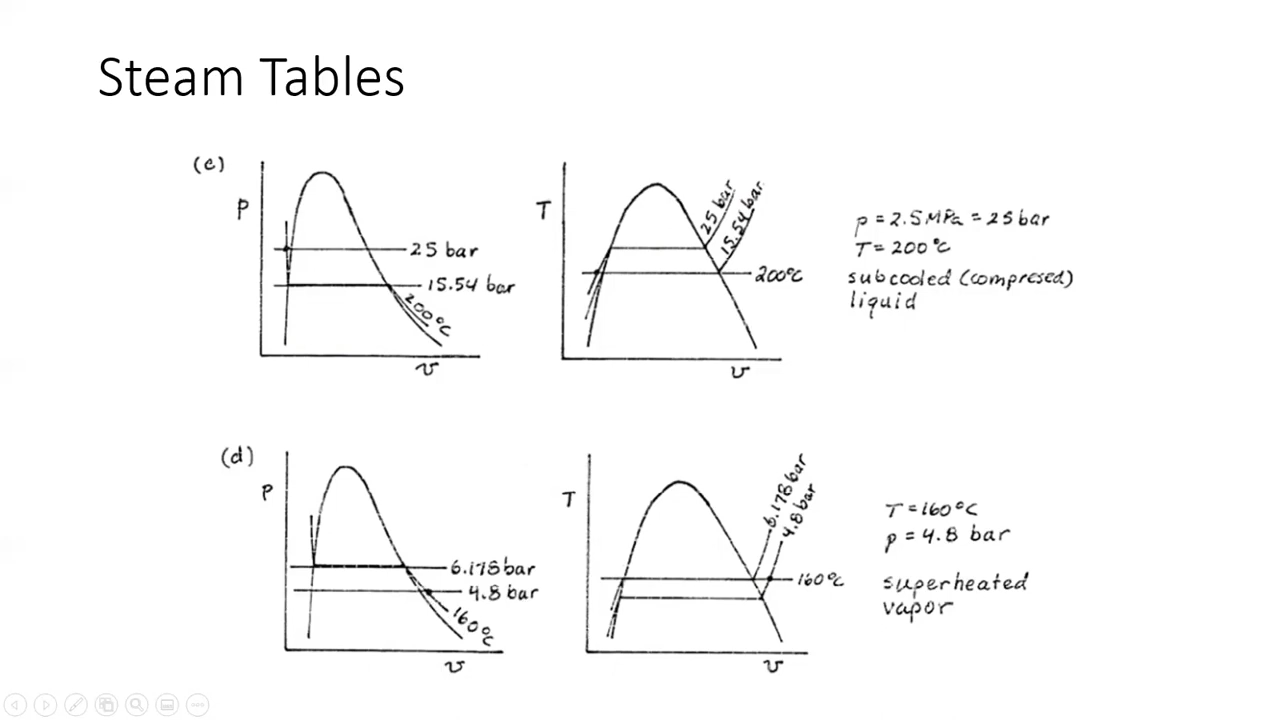 Steam Tables
(c)
P
25 bar
15.54 bar
200°C
v
T
25 bar
15.54 bar
200°C
v
p = 2.5 MPa = 25 bar
T = 200°C
subcooled (compresed)
liquid
(d)
P
6.178 bar
4.8 bar
160°C
v
T
6.178 bar
4.8 bar
160°C
v
T = 160°C
p = 4.8 bar
superheated
vapor